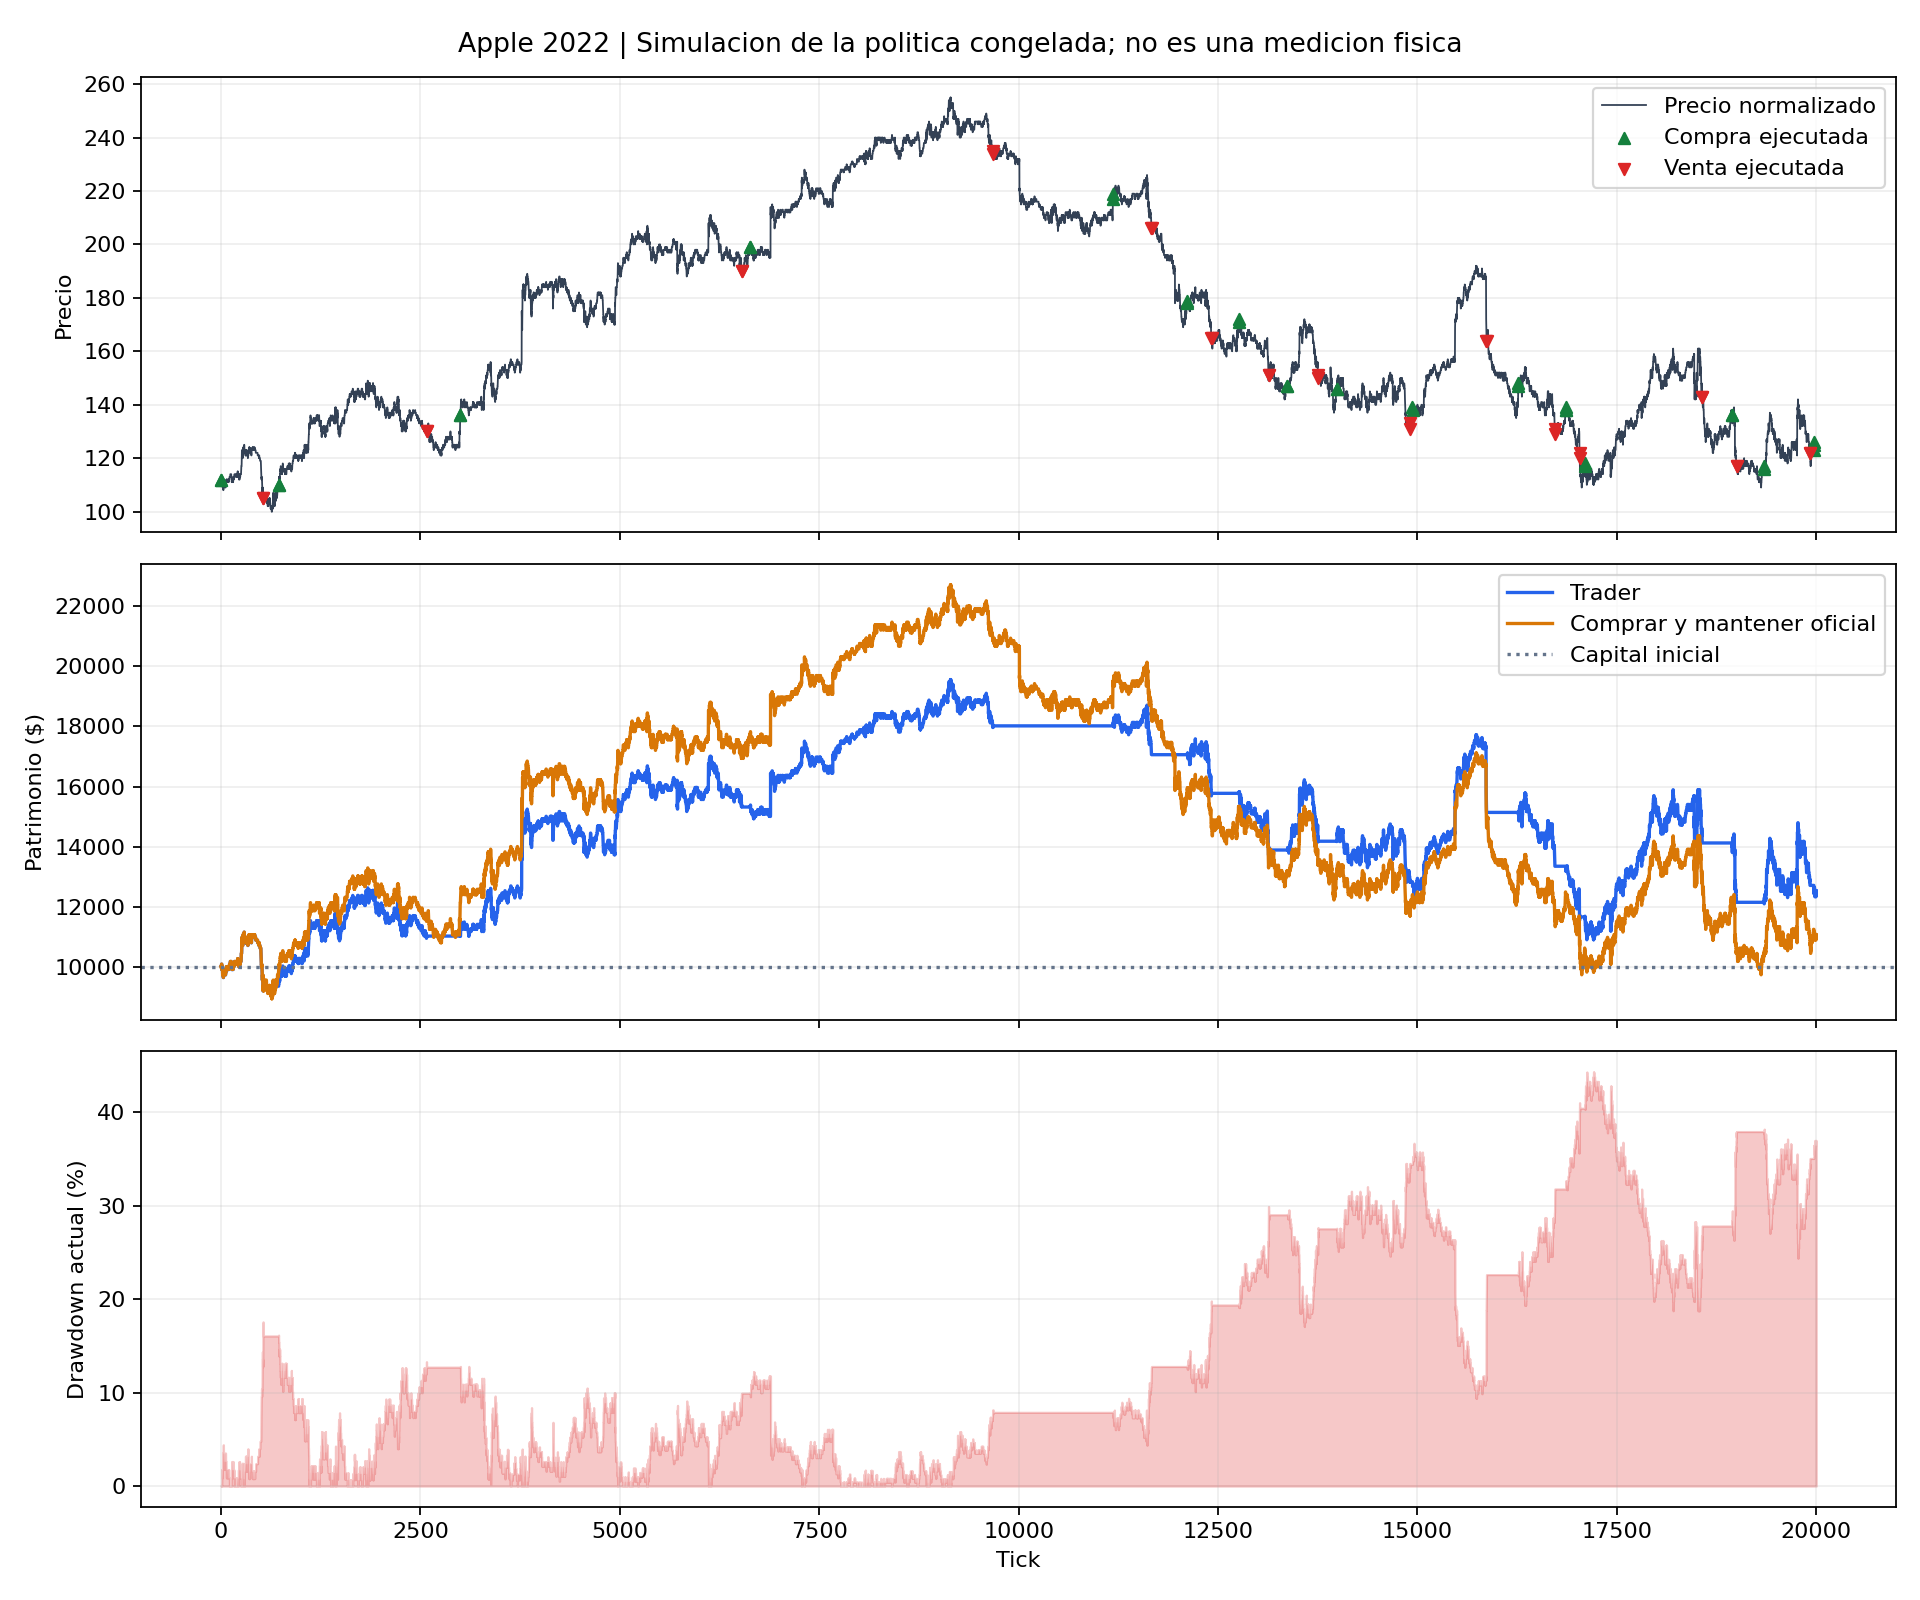 Apple 2022 | Simulacion de la politica congelada; no es una medicion fisica
Precio
260
240
220
200
180
160
140
120
100
Precio normalizado
Compra ejecutada
Venta ejecutada
Patrimonio ($)
22000
20000
18000
16000
14000
12000
10000
Trader
Comprar y mantener oficial
Capital inicial
Drawdown actual (%)
40
30
20
10
0
0 2500 5000 7500 10000 12500 15000 17500 20000
Tick